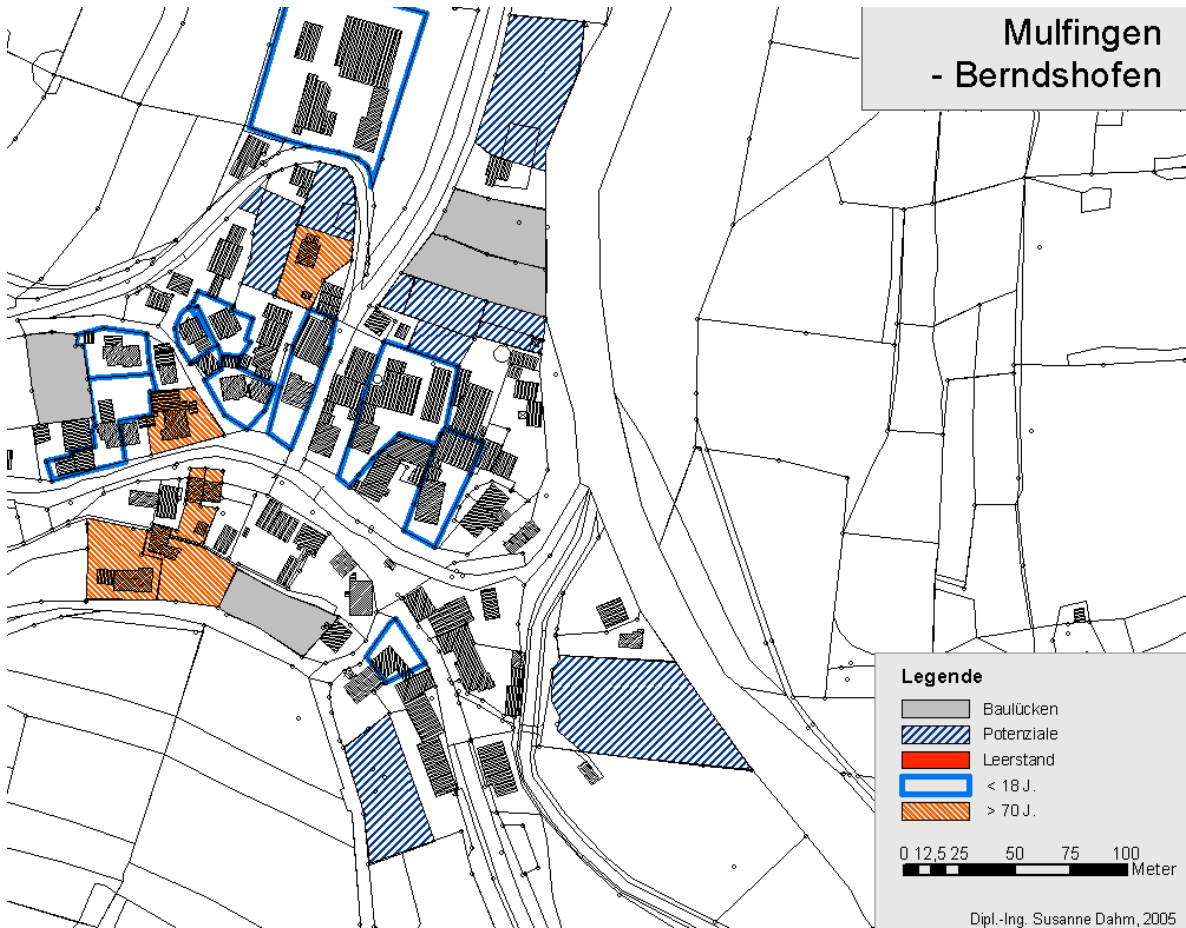 Mulfingen
- Berndshofen
Legende
Baulücken
Potenziale
Leerstand
< 18 J.
> 70 J.
0 12,5 25 50 75 100
Meter
Dipl.-Ing. Susanne Dahm, 2005